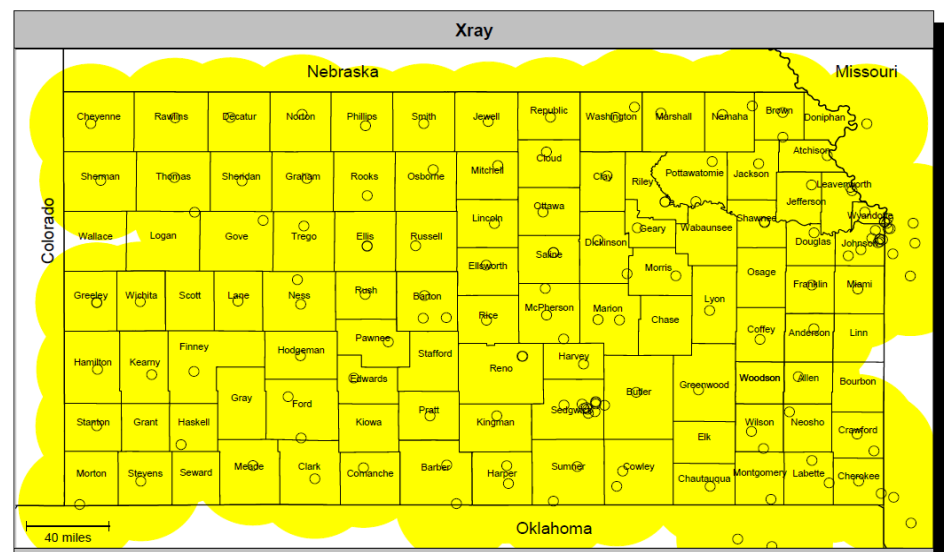 Xray
Nebraska
Missouri
Colorado
Cheyenne Rawlins Decatur Norton Phillips Smith Jewell Republic Washington Marshall Nemaha Brown Doniphan
Atchison
Sherman Thomas Sheridan Graham Rooks Osborne Mitchell Cloud Clay Riley Pottawatomie Jackson Jefferson Leavenworth
Wyandotte
Wallace Logan Gove Trego Ellis Russell Lincoln Ottawa Dickinson Geary Wabaunsee Shawnee Douglas Johnson
Saline
Ellsworth Morris Osage
Greeley Wichita Scott Lane Ness Rush Barton Rice McPherson Marion Chase Lyon Franklin Miami
Coffey Anderson Linn
Hamilton Kearny Finney Hodgeman Pawnee Stafford Reno Harvey
Gray Ford Edwards Butler Greenwood Woodson Allen Bourbon
Stanton Grant Haskell Kiowa Pratt Kingman Sedgwick Elk Wilson Neosho Crawford
Morton Stevens Seward Meade Clark Comanche Barber Harper Sumner Cowley Chautauqua Montgomery Labette Cherokee
Oklahoma
40 miles